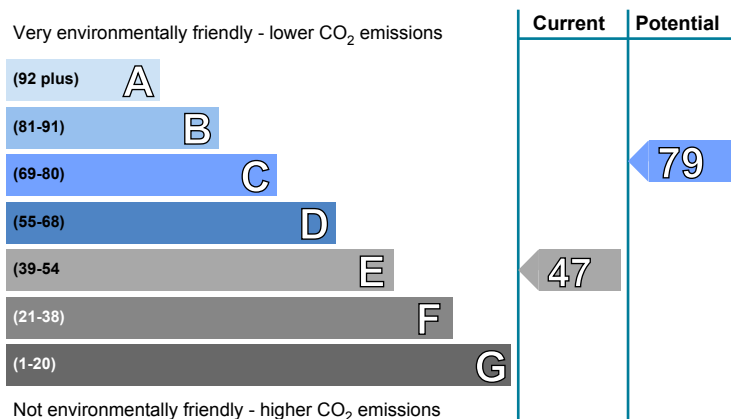 Very environmentally friendly - lower CO2 emissions
Current
Potential
(92 plus) A
(81-91) B
(69-80) C
79
(55-68) D
(39-54 E
47
(21-38) F
(1-20) G
Not environmentally friendly - higher CO2 emissions